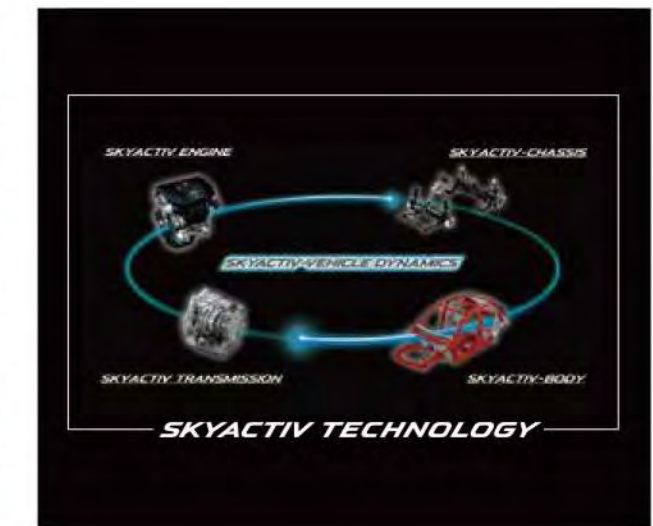 SKYACTIV ENGINE
SKYACTIV-CHASSIS
SKYACTIV-VEHICLE DYNAMICS
SKYACTIV TRANSMISSION
SKYACTIV-BODY
SKYACTIV TECHNOLOGY